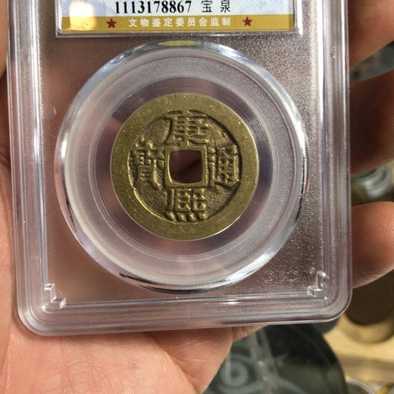 1113178867 宝泉
★ 文物鉴定委员会监制 ★
康熙通寶